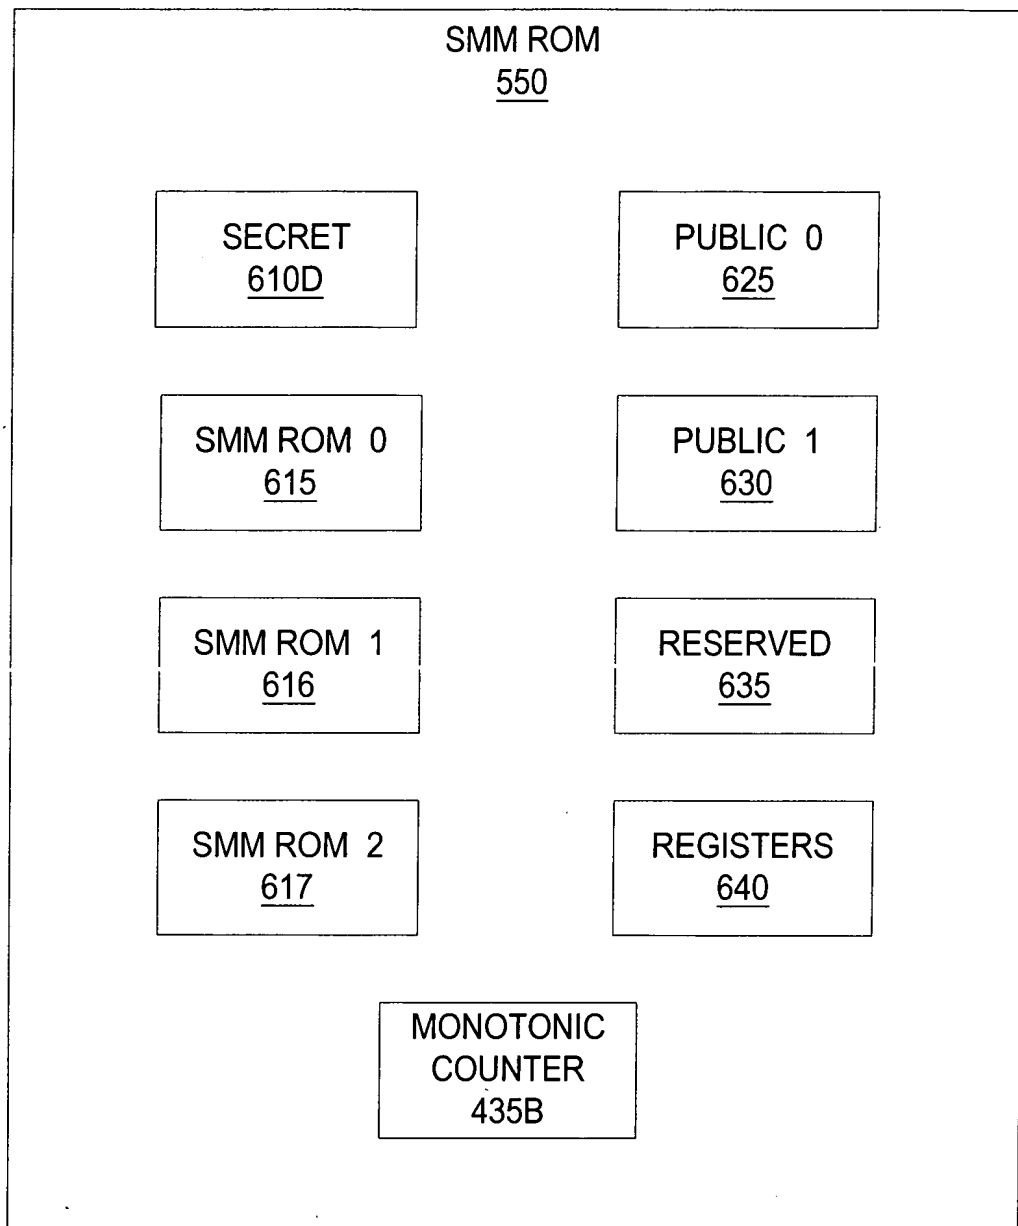 SMM ROM
550
SECRET
610D
PUBLIC 0
625
SMM ROM 0
615
PUBLIC 1
630
SMM ROM 1
616
RESERVED
635
SMM ROM 2
617
REGISTERS
640
MONOTONIC
COUNTER
435B